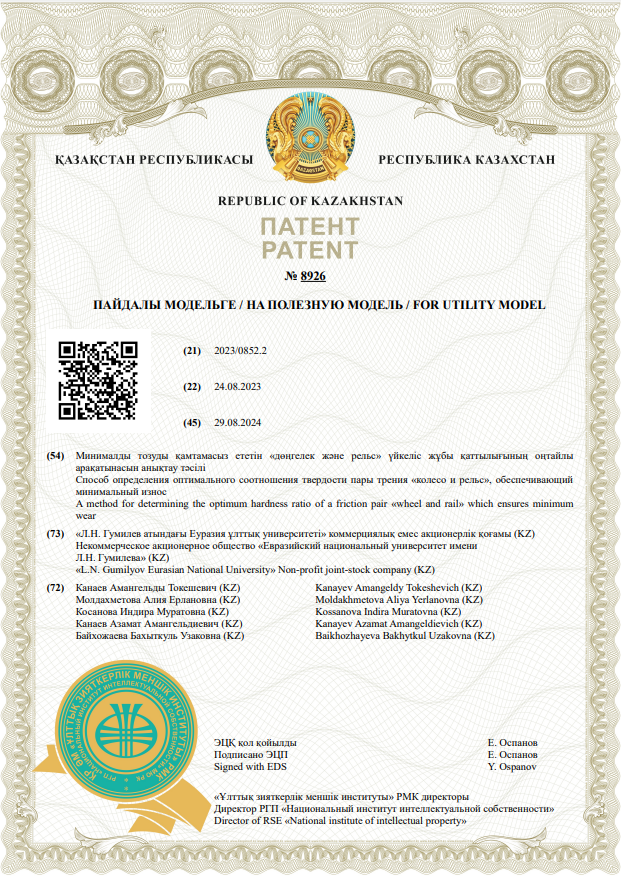 ҚАЗАҚСТАН РЕСПУБЛИКАСЫ
РЕСПУБЛИКА КАЗАХСТАН
REPUBLIC OF KAZAKHSTAN
ПАТЕНТ
PATENT
№ 8926
ПАЙДАЛЫ МОДЕЛЬГЕ / НА ПОЛЕЗНУЮ МОДЕЛЬ / FOR UTILITY MODEL
(21) 2023/0852.2
(22) 24.08.2023
(45) 29.08.2024
(54) Минималды тозуды қамтамасыз ететін «дөңгелек және рельс» үйкеліс жұбы қаттылығының оңтайлы
арақатынасын анықтау тәсілі
Способ определения оптимального соотношения твердости пары трения «колесо и рельс», обеспечивающий
минимальный износ
A method for determining the optimum hardness ratio of a friction pair «wheel and rail» which ensures minimum
wear
(73) «Л.Н. Гумилев атындағы Еуразия ұлттық университеті» коммерциялық емес акционерлік қоғамы (KZ)
Некоммерческое акционерное общество «Евразийский национальный университет имени
Л.Н. Гумилева» (KZ)
«L.N. Gumilyov Eurasian National University» Non-profit joint-stock company (KZ)
(72) Канаев Амангельды Токешевич (KZ) Kanayev Amangeldy Tokeshevich (KZ)
Молдахметова Алия Ерлановна (KZ) Moldakhmetova Aliya Yerlanovna (KZ)
Косанова Индира Муратовна (KZ) Kossanova Indira Muratovna (KZ)
Канаев Азамат Амангельдиевич (KZ) Kanayev Azamat Amangeldievich (KZ)
Байхожаева Бахыткуль Узаковна (KZ) Baikhozhayeva Bakhytkul Uzakovna (KZ)
ЭЦҚ қол қойылды Е. Оспанов
Подписано ЭЦП Е. Оспанов
Signed with EDS Y. Ospanov
«Ұлттық зияткерлік меншік институты» РМК директоры
Директор РГП «Национальный институт интеллектуальной собственности»
Director of RSE «National institute of intellectual property»